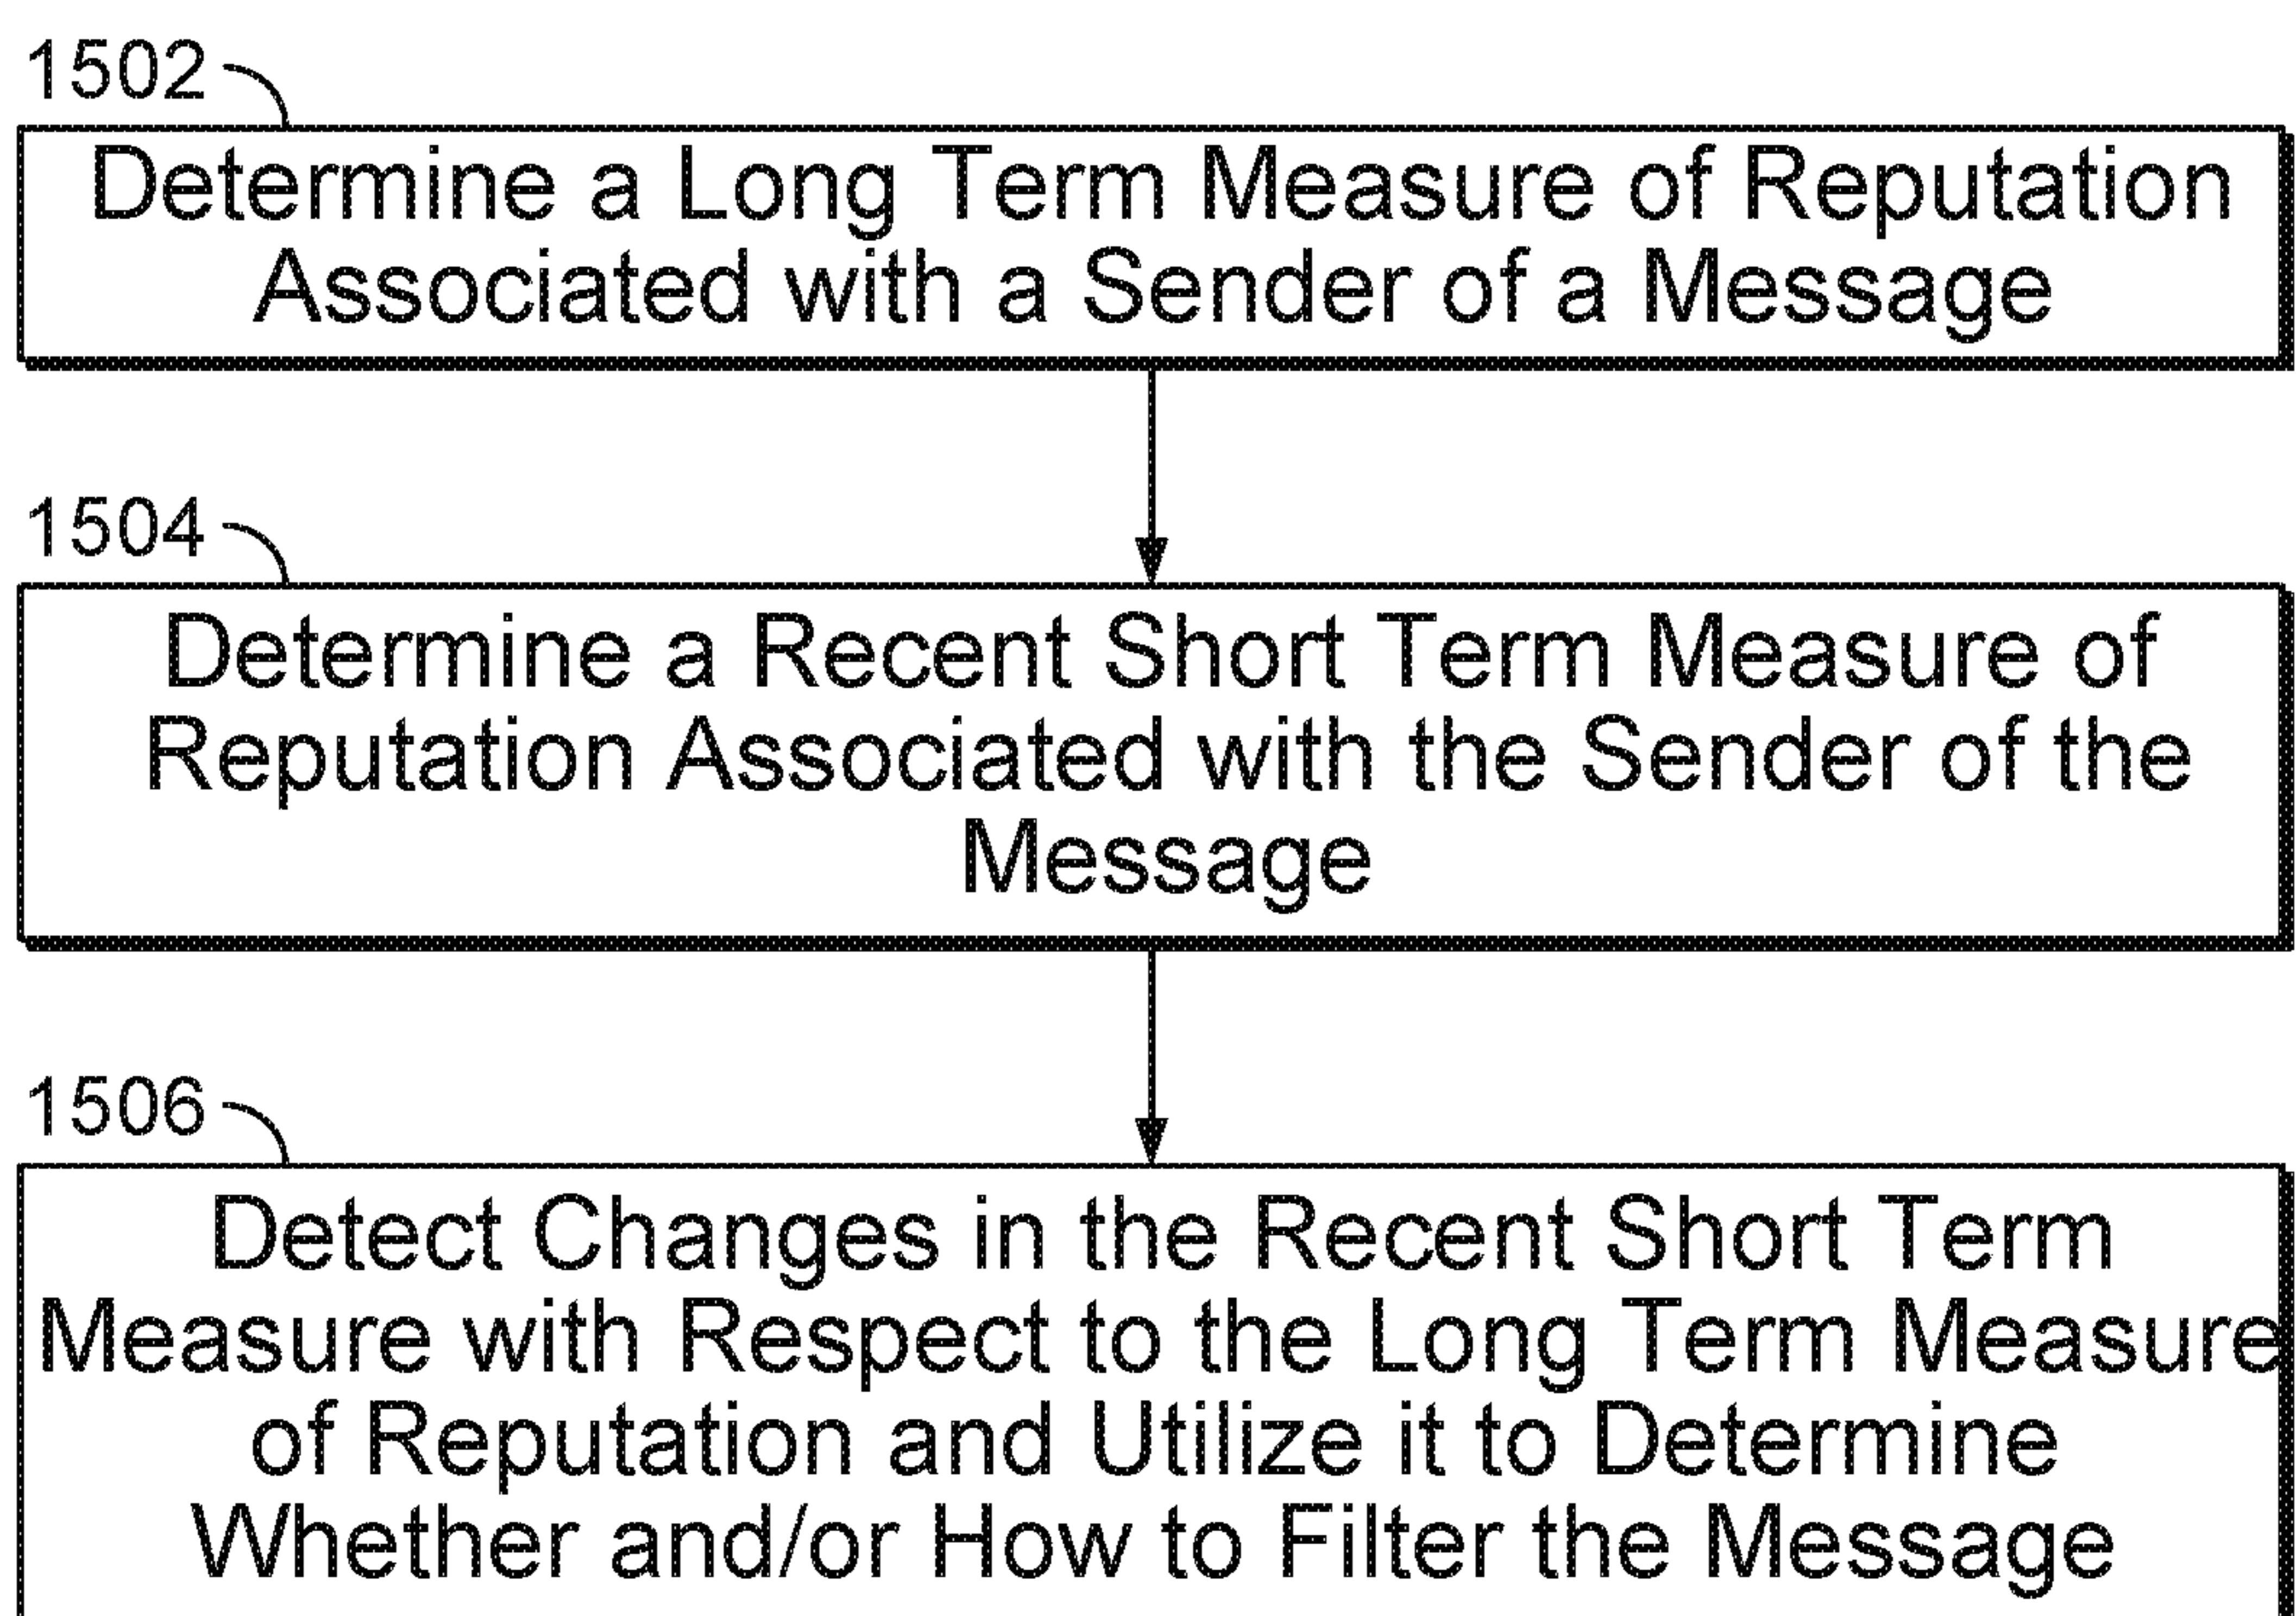 1502
Determine a Long Term Measure of Reputation
Associated with a Sender of a Message
1504
Determine a Recent Short Term Measure of
Reputation Associated with the Sender of the
Message
1506
Detect Changes in the Recent Short Term
Measure with Respect to the Long Term Measure
of Reputation and Utilize it to Determine
Whether and/or How to Filter the Message